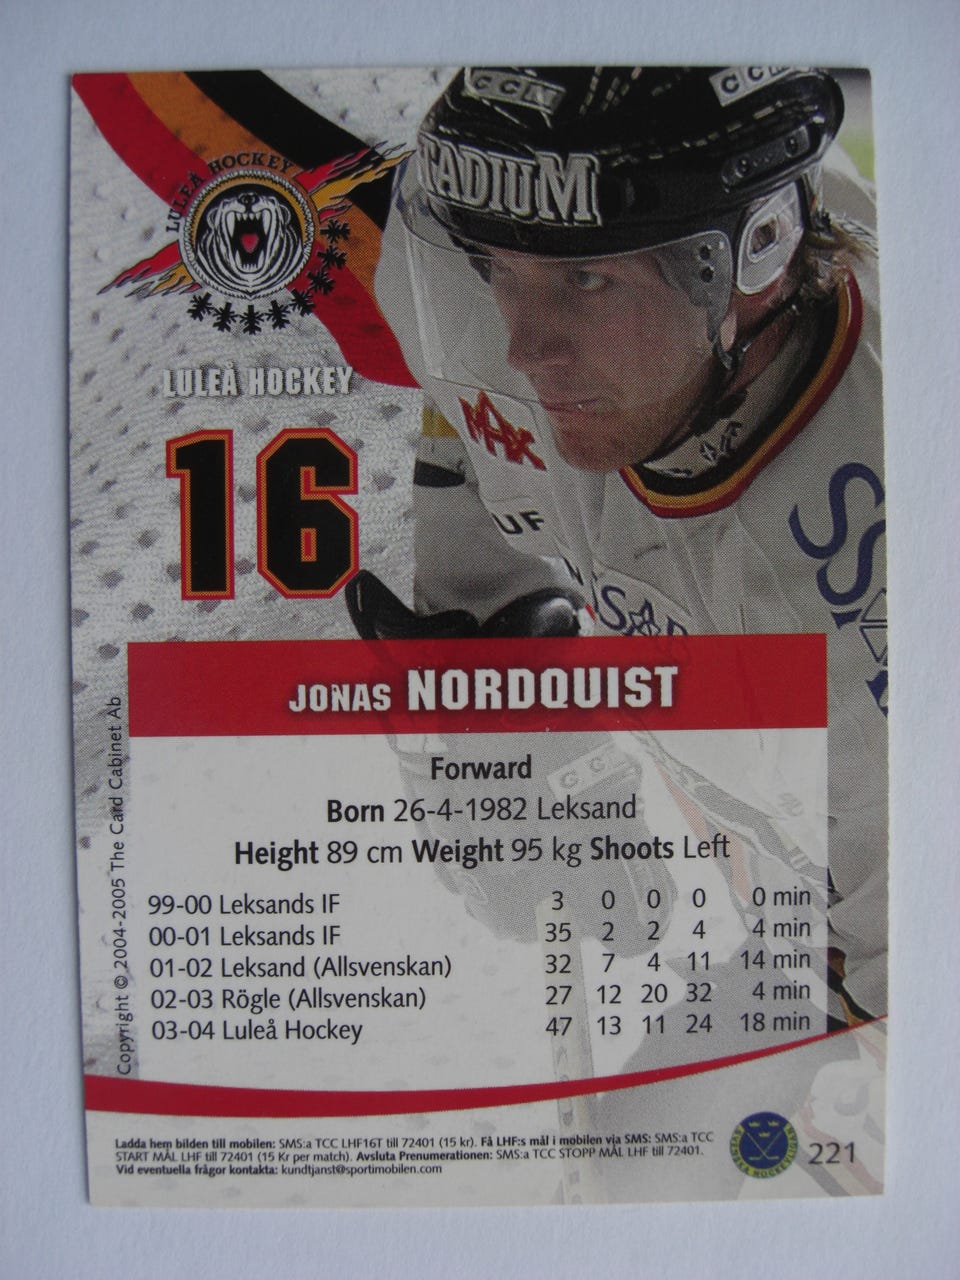 CCM
CCM
TADIUM
LULEÅ HOCKEY
LULEÅ HOCKEY
MAX
UF
16
JONAS NORDQUIST
Forward
Born 26-4-1982 Leksand
Height 89 cm Weight 95 kg Shoots Left
99-00 Leksands IF 3 0 0 0 0 min
00-01 Leksands IF 35 2 2 4 4 min
01-02 Leksand (Allsvenskan) 32 7 4 11 14 min
02-03 Rögle (Allsvenskan) 27 12 20 32 4 min
03-04 Luleå Hockey 47 13 11 24 18 min
Copyright © 2004-2005 The Card Cabinet Ab
Ladda hem bilden till mobilen: SMS:a TCC LHF16T till 72401 (15 kr). Få LHF:s mål i mobilen via SMS: SMS:a TCC
START MÅL LHF till 72401 (15 Kr per match). Avsluta Prenumerationen: SMS:a TCC STOPP MÅL LHF till 72401.
Vid eventuella frågor kontakta: kundtjanst@sportimobilen.com
SVENSKA HOCKEYLIGAN
221